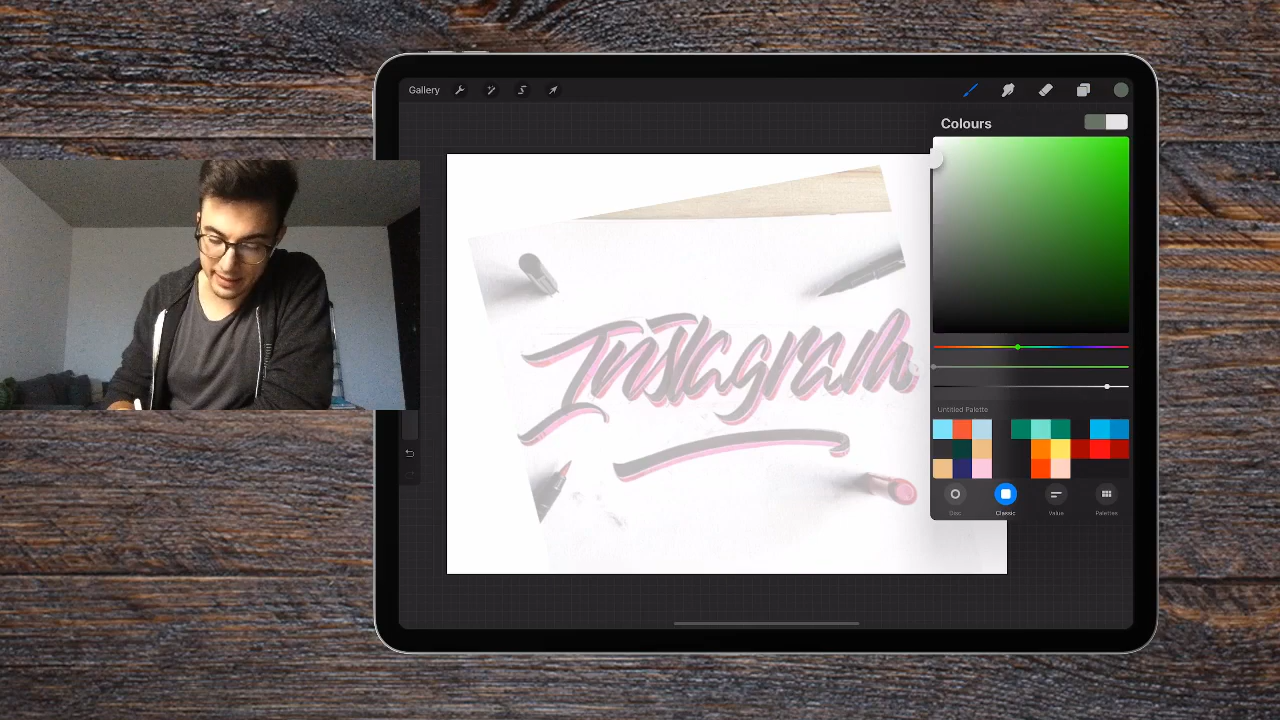 Gallery
Colours
Instagram
Untitled Palette
Disc
Classic
Value
Palettes